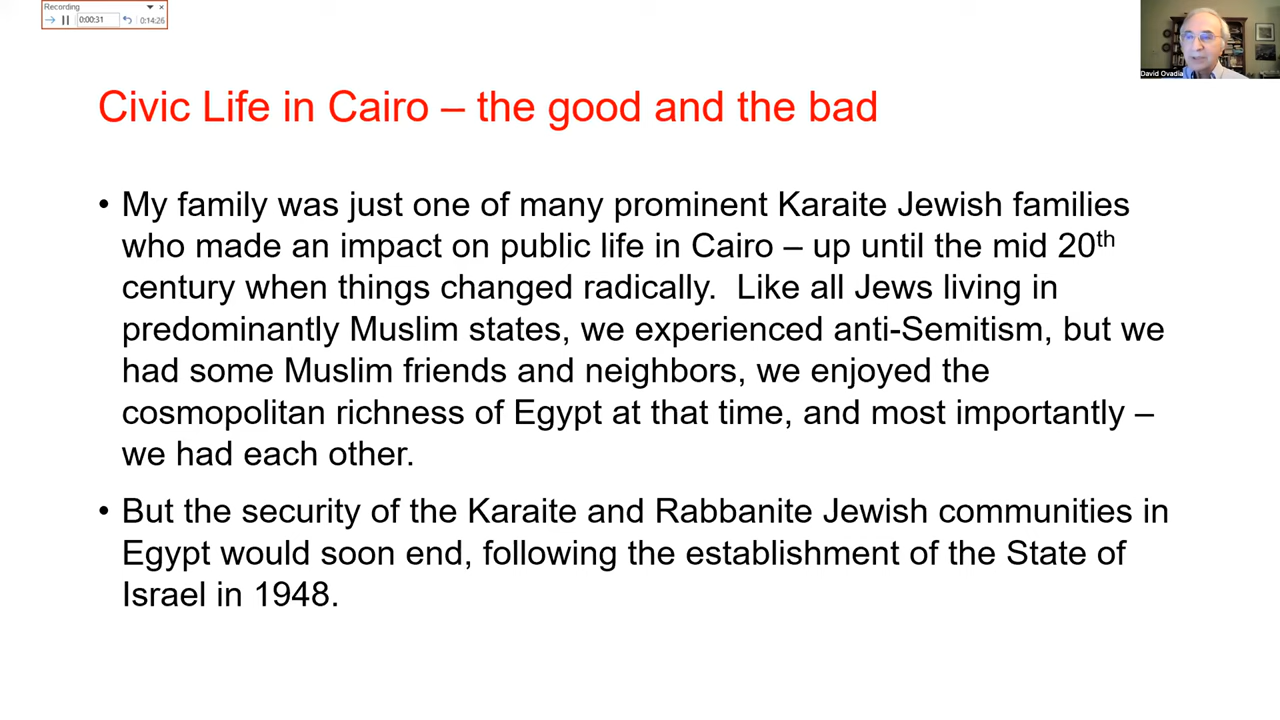 Recording
0:00:31
0:14:26
David Ovadia
Civic Life in Cairo – the good and the bad
• My family was just one of many prominent Karaite Jewish families
who made an impact on public life in Cairo – up until the mid 20th
century when things changed radically.  Like all Jews living in
predominantly Muslim states, we experienced anti-Semitism, but we
had some Muslim friends and neighbors, we enjoyed the
cosmopolitan richness of Egypt at that time, and most importantly –
we had each other.
• But the security of the Karaite and Rabbanite Jewish communities in
Egypt would soon end, following the establishment of the State of
Israel in 1948.